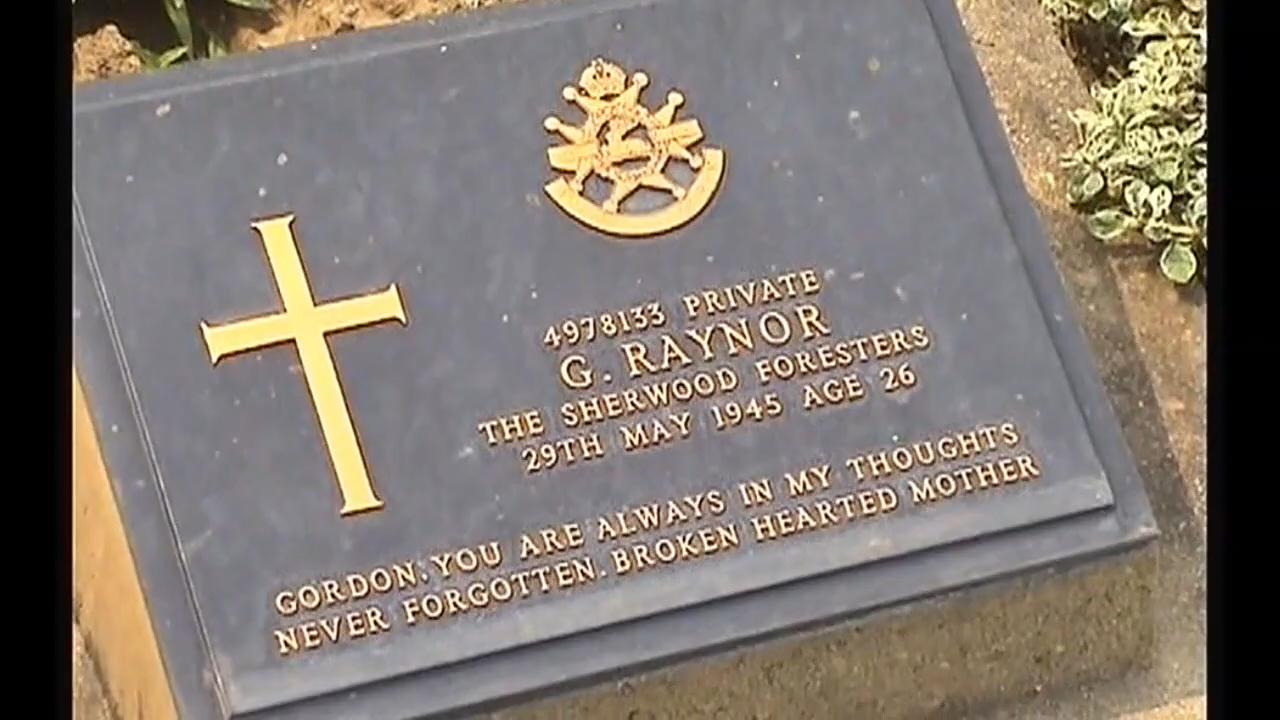 4978133 PRIVATE
G. RAYNOR
THE SHERWOOD FORESTERS
29TH MAY 1945 AGE 26
GORDON. YOU ARE ALWAYS IN MY THOUGHTS
NEVER FORGOTTEN. BROKEN HEARTED MOTHER